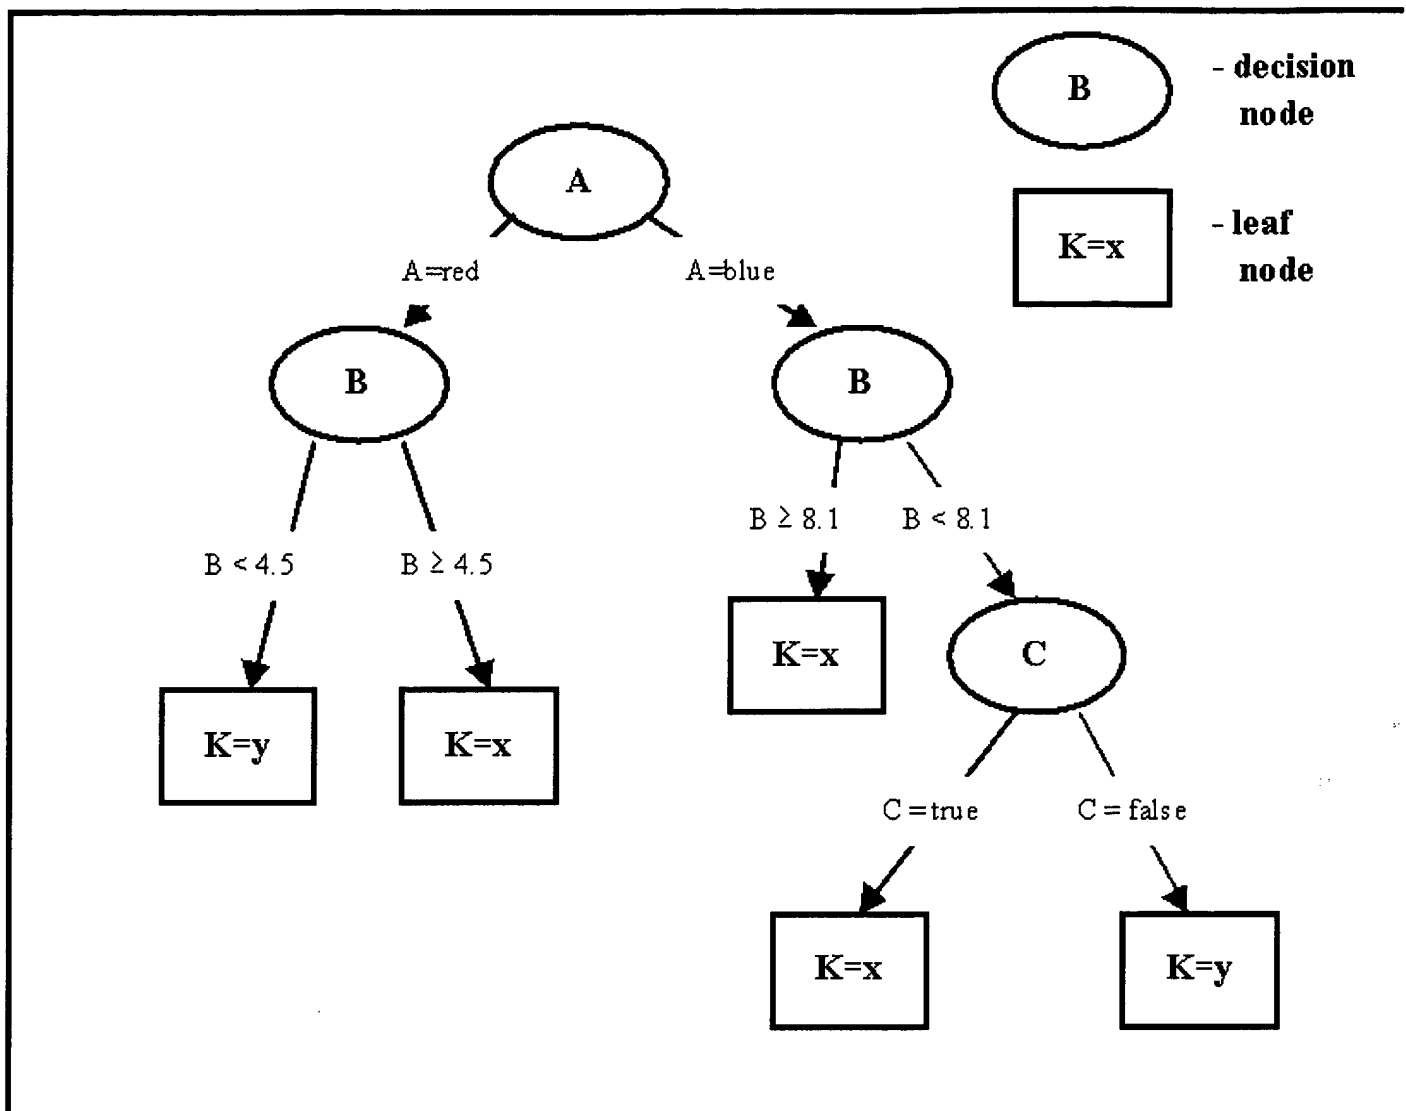 B
- decision
node
A
K=x
- leaf
node
A=red
A=blue
B
B
B ≥ 8.1
B < 8.1
B < 4.5
B ≥ 4.5
K=x
C
K=y
K=x
C =true
C = false
K=x
K=y